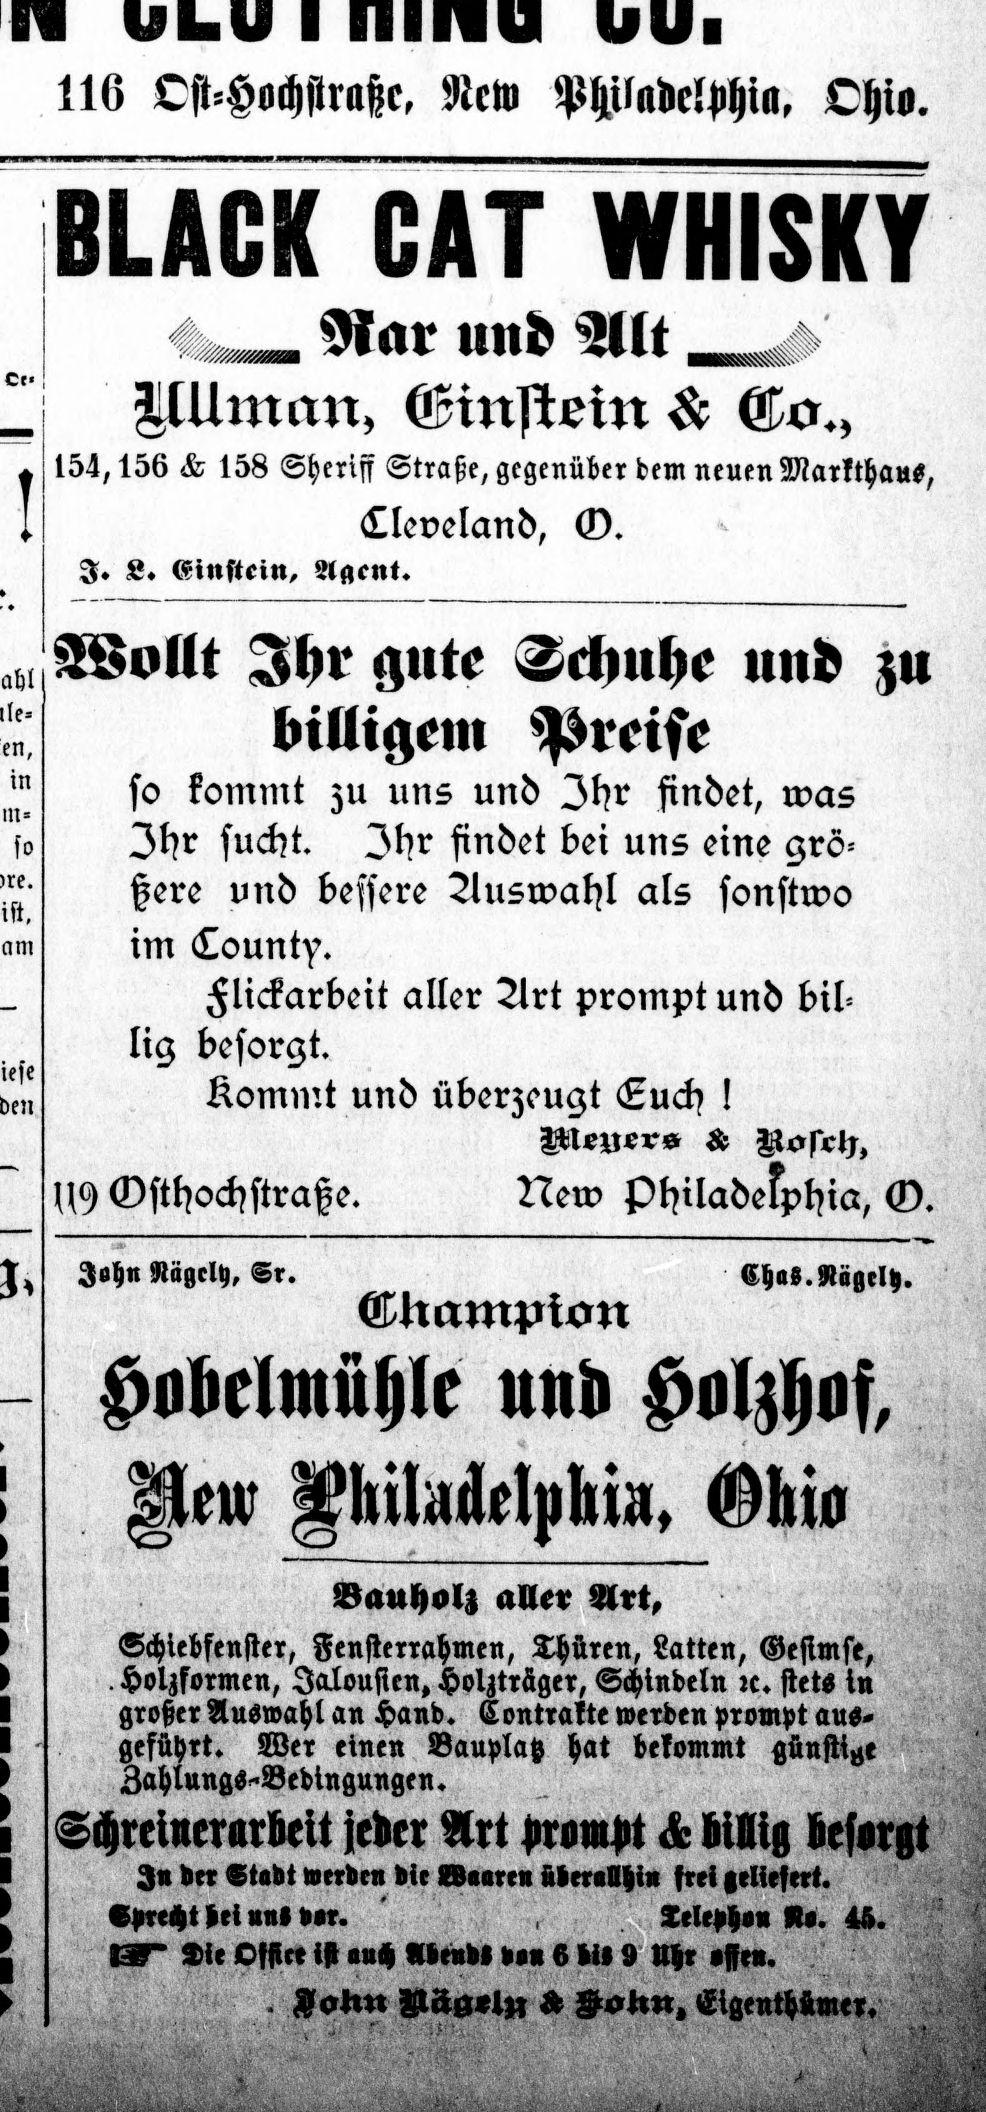 CLOTHING CO.
116 Ost-Hochstraße, New Philadelphia, Ohio.
BLACK CAT WHISKY
Rar und Alt
Ullman, Einstein & Co.,
154, 156 & 158 Sheriff Straße, gegenüber dem neuen Markthaus,
Cleveland, O.
J. L. Einstein, Agent.
Wollt Ihr gute Schuhe und zu
billigem Preise
so kommt zu uns und Ihr findet, was
Ihr sucht. Ihr findet bei uns eine grö-
ßere und bessere Auswahl als sonstwo
im County.
Flickarbeit aller Art prompt und bil-
lig besorgt.
Kommt und überzeugt Euch !
Meyers & Rosch,
119 Osthochstraße. New Philadelphia, O.
John Nägely, Sr. Chas. Nägely.
Champion
Hobelmühle und Holzhof,
New Philadelphia, Ohio
Bauholz aller Art,
Schiebfenster, Fensterrahmen, Thüren, Latten, Gesimse,
Holzformen, Jalousien, Holzträger, Schindeln ꝛc. stets in
großer Auswahl an Hand. Contrakte werden prompt aus-
geführt. Wer einen Bauplatz hat bekommt günstige
Zahlungs-Bedingungen.
Schreinerarbeit jeder Art prompt & billig besorgt
In der Stadt werden die Waaren überallhin frei geliefert.
Sprecht bei uns vor. Telephon No. 45.
☞ Die Office ist auch Abends von 6 bis 9 Uhr offen.
John Nägely & Sohn, Eigenthümer.